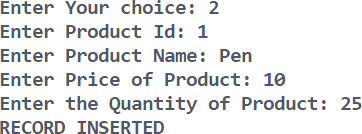 Enter Your choice: 2
Enter Product Id: 1
Enter Product Name: Pen
Enter Price of Product: 10
Enter the Quantity of Product: 25
RECORD INSERTED